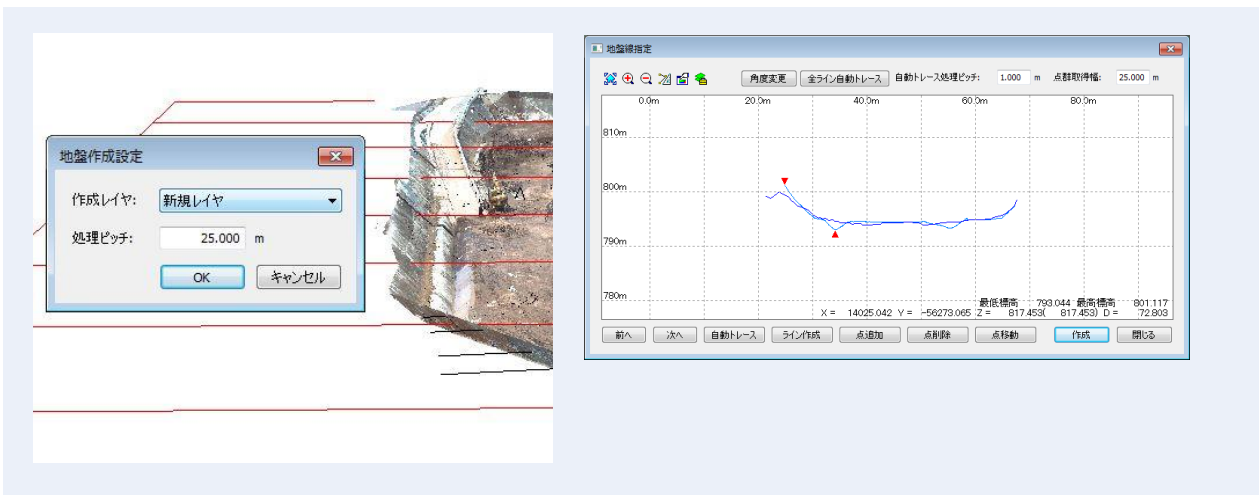 地盤作成設定
作成レイヤ: 新規レイヤ
処理ピッチ: 25.000 m
OK キャンセル
地盤線指定
角度変更 全ライン自動トレース 自動トレース処理ピッチ: 1.000 m 点群取得幅: 25.000 m
0.0m 20.0m 40.0m 60.0m 80.0m
810m
800m
790m
780m
最低標高 793.044 最高標高 801.117
X = 14025.042 Y = -56273.065 Z = 817.453( 817.453) D = 72.803
前へ 次へ 自動トレース ライン作成 点追加 点削除 点移動 作成 閉じる